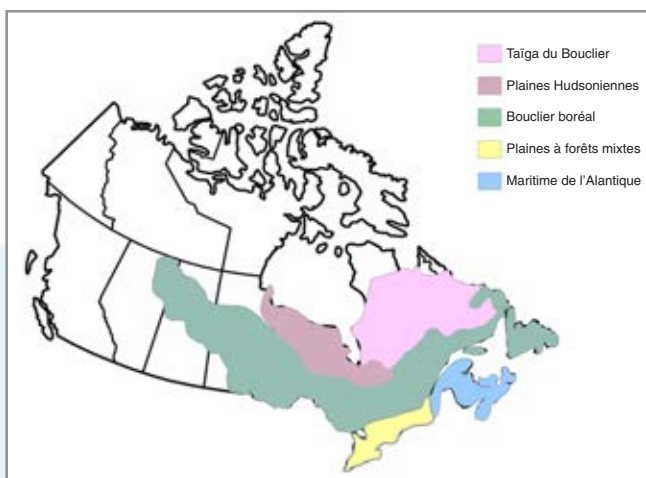 Taïga du Bouclier
Plaines Hudsoniennes
Bouclier boréal
Plaines à forêts mixtes
Maritime de l'Alantique